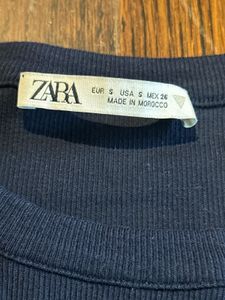 ZARA
EUR S USA S MEX 26
MADE IN MOROCCO